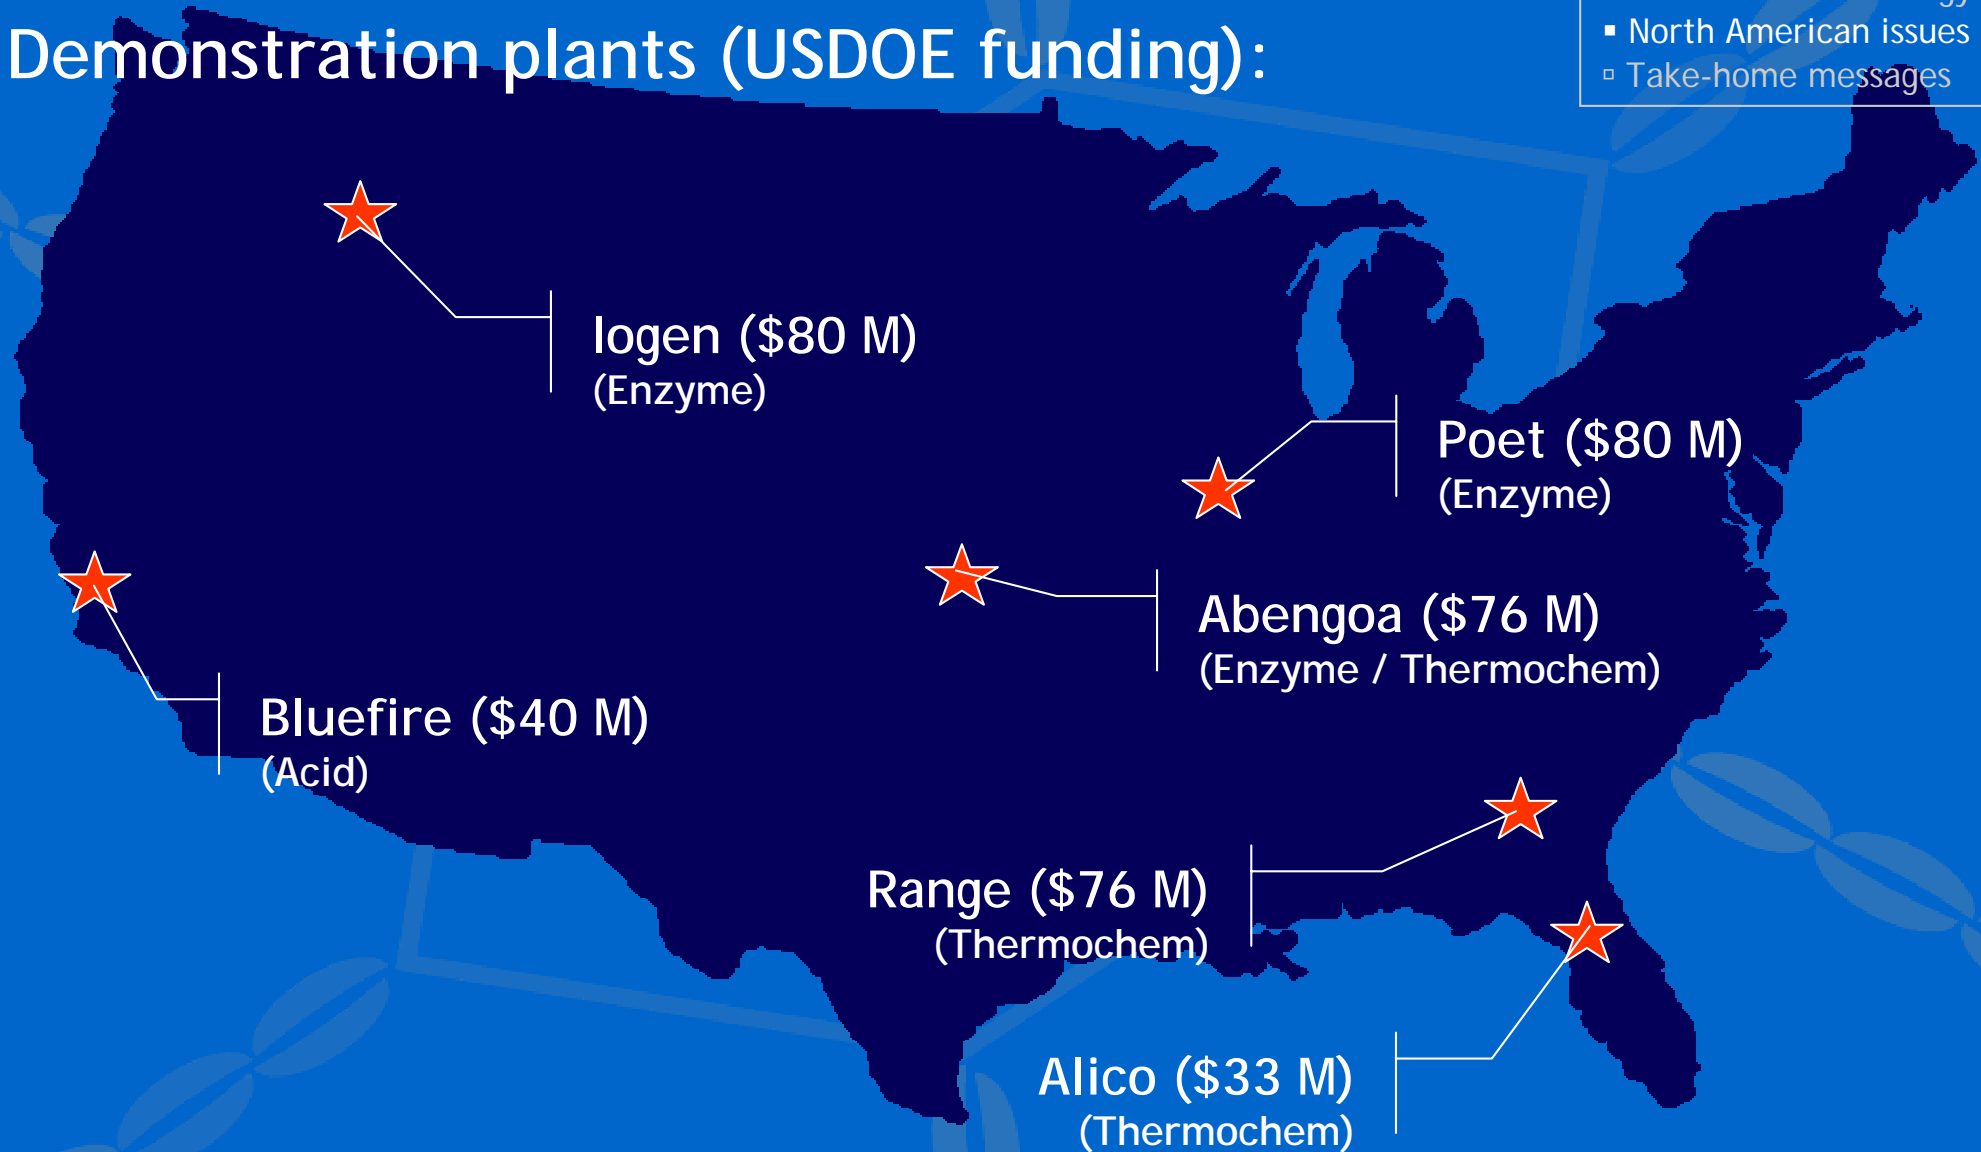 Demonstration plants (USDOE funding):
▪ North American issues
▫ Take-home messages
Iogen ($80 M)
(Enzyme)
Poet ($80 M)
(Enzyme)
Abengoa ($76 M)
(Enzyme / Thermochem)
Bluefire ($40 M)
(Acid)
Range ($76 M)
(Thermochem)
Alico ($33 M)
(Thermochem)